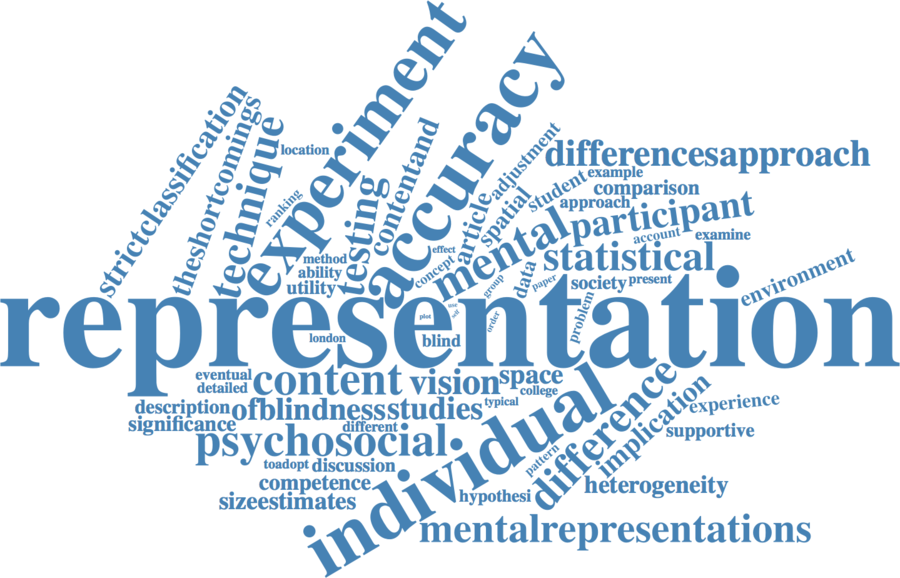 experiment
accuracy
strictclassification
theshortcomings
technique
location
ranking
testing
contentand
article
adjustment
spatial
student
differencesapproach
example
comparison
approach
participant
account
examine
mental
effect
concept
method
ability
utility
group
data
paper
statistical
society
present
problem
environment
use
self
plot
order
representation
london
blind
eventual
detailed
content
vision
space
college
typical
description
significance
ofblindnessstudies
different
psychosocial
individual
difference
implication
experience
supportive
pattern
toadopt
discussion
competence
sizeestimates
hypothesi
heterogeneity
mentalrepresentations